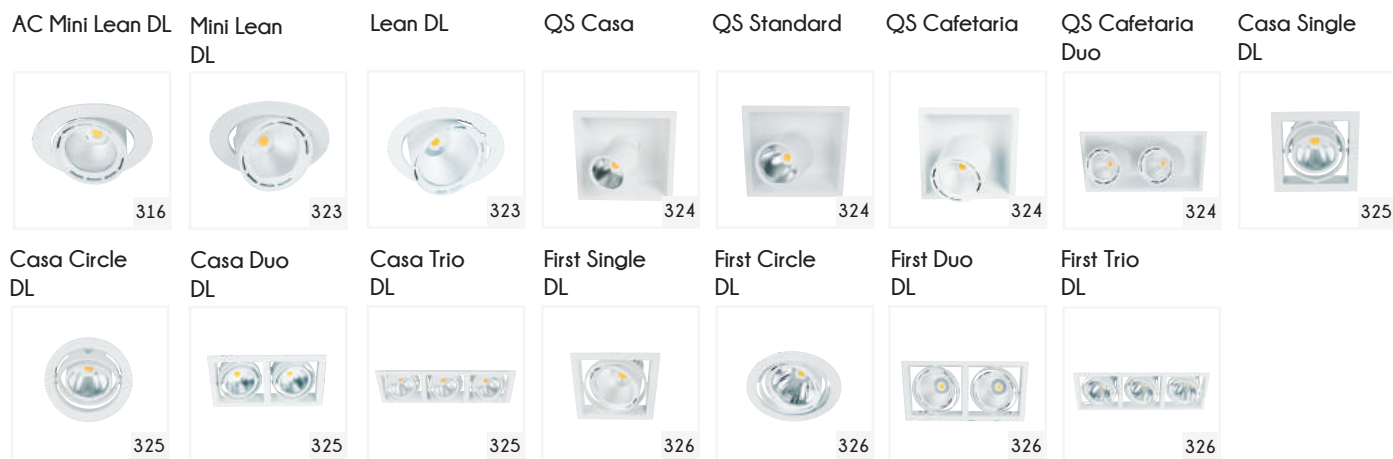 AC Mini Lean DL
Mini Lean
DL
Lean DL
QS Casa
QS Standard
QS Cafetaria
QS Cafetaria
Duo
Casa Single
DL
316
323
323
324
324
324
324
325
Casa Circle
DL
Casa Duo
DL
Casa Trio
DL
First Single
DL
First Circle
DL
First Duo
DL
First Trio
DL
325
325
325
326
326
326
326